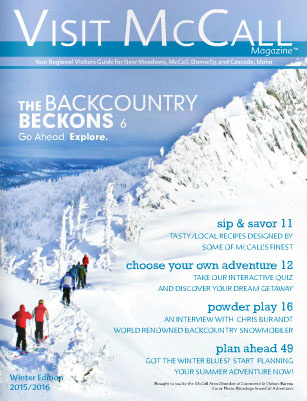 VISIT MCCALL
Magazine™
Your Regional Visitors Guide for New Meadows, McCall, Donnelly, and Cascade, Idaho
THE BACKCOUNTRY
BECKONS 6
Go Ahead. Explore.
sip & savor 11
TASTY/LOCAL RECIPES DESIGNED BY
SOME OF McCALL'S FINEST
choose your own adventure 12
TAKE OUR INTERACTIVE QUIZ
AND DISCOVER YOUR DREAM GETAWAY
powder play 16
AN INTERVIEW WITH CHRIS BURANDT
WORLD RENOWNED BACKCOUNTRY SNOWMOBILER
plan ahead 49
GOT THE WINTER BLUES? START PLANNING
YOUR SUMMER ADVENTURE NOW!
Winter Edition
2015/2016
Brought to you by the McCall Area Chamber of Commerce & Visitors Bureau
Cover Photo: